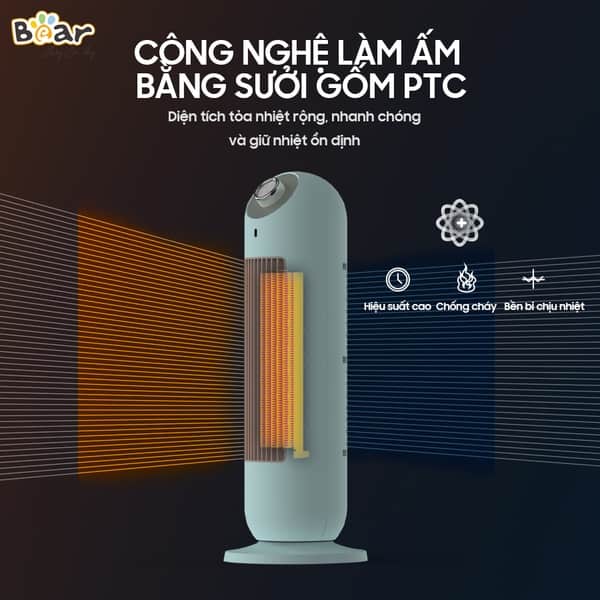 Bear
CÔNG NGHỆ LÀM ẤM
BẰNG SƯỞI GỐM PTC
Diện tích tỏa nhiệt rộng, nhanh chóng
và giữ nhiệt ổn định
Hiệu suất cao Chống cháy Bền bỉ chịu nhiệt